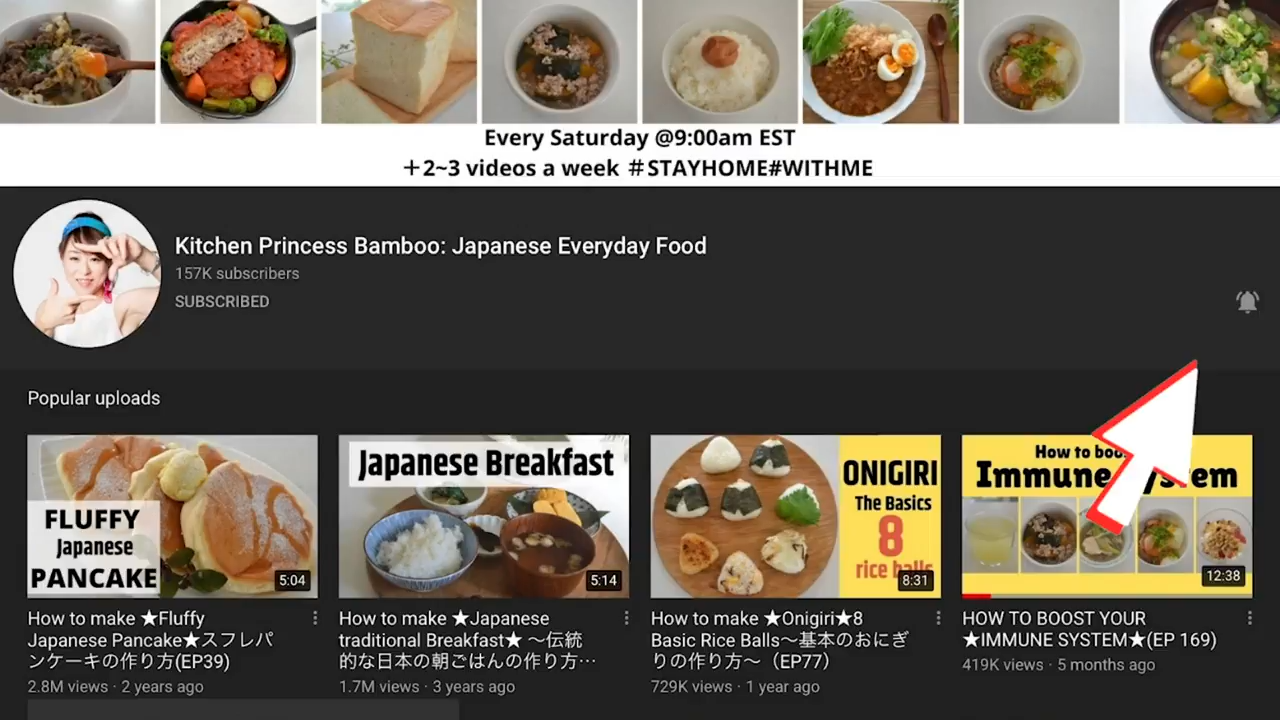 Every Saturday @9:00am EST
＋2~3 videos a week ＃STAYHOME#WITHME
Kitchen Princess Bamboo: Japanese Everyday Food
157K subscribers
SUBSCRIBED
Popular uploads
FLUFFY
Japanese
PANCAKE
5:04
How to make ★Fluffy
Japanese Pancake★スフレパ
ンケーキの作り方(EP39)
2.8M views · 2 years ago
Japanese Breakfast
5:14
How to make ★Japanese
traditional Breakfast★ 〜伝統
的な日本の朝ごはんの作り方…
1.7M views · 3 years ago
ONIGIRI
The Basics
8
rice balls
8:31
How to make ★Onigiri★8
Basic Rice Balls〜基本のおにぎ
りの作り方〜（EP77）
729K views · 1 year ago
How to boo
Immune ystem
12:38
HOW TO BOOST YOUR
★IMMUNE SYSTEM★(EP 169)
419K views · 5 months ago